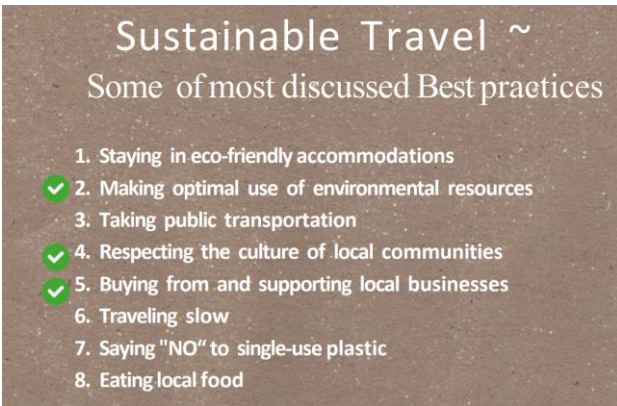 Sustainable Travel ~
Some of most discussed Best practices
1. Staying in eco-friendly accommodations
2. Making optimal use of environmental resources
3. Taking public transportation
4. Respecting the culture of local communities
5. Buying from and supporting local businesses
6. Traveling slow
7. Saying "NO“ to single-use plastic
8. Eating local food